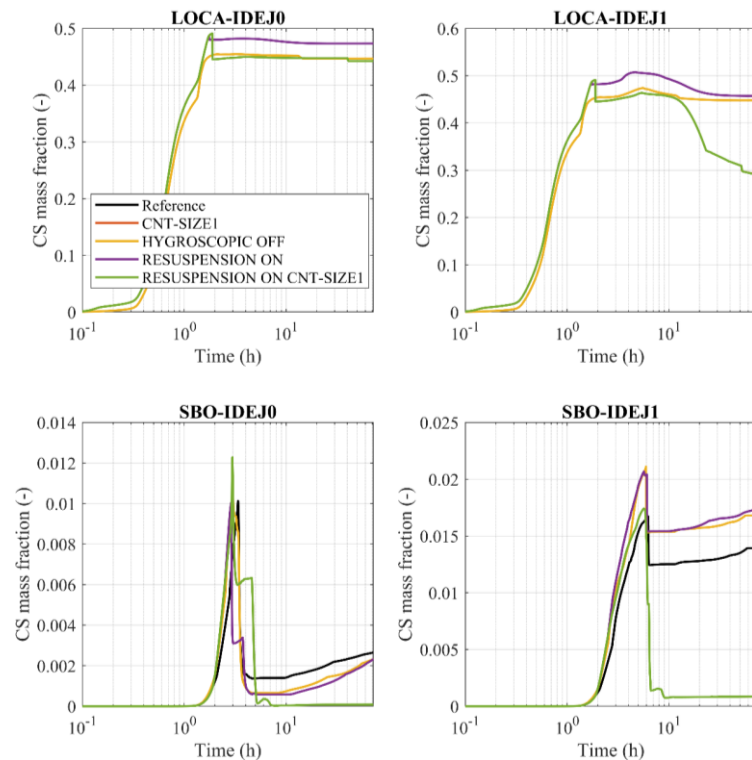 LOCA-IDEJ0
CS mass fraction (-)
0.5
0.4
0.3
0.2
0.1
0
Reference
CNT-SIZE1
HYGROSCOPIC OFF
RESUSPENSION ON
RESUSPENSION ON CNT-SIZE1
10^-1
10^0
10^1
Time (h)
LOCA-IDEJ1
CS mass fraction (-)
0.6
0.5
0.4
0.3
0.2
0.1
0
10^-1
10^0
10^1
Time (h)
SBO-IDEJ0
CS mass fraction (-)
0.014
0.012
0.01
0.008
0.006
0.004
0.002
0
10^-1
10^0
10^1
Time (h)
SBO-IDEJ1
CS mass fraction (-)
0.025
0.02
0.015
0.01
0.005
0
10^-1
10^0
10^1
Time (h)